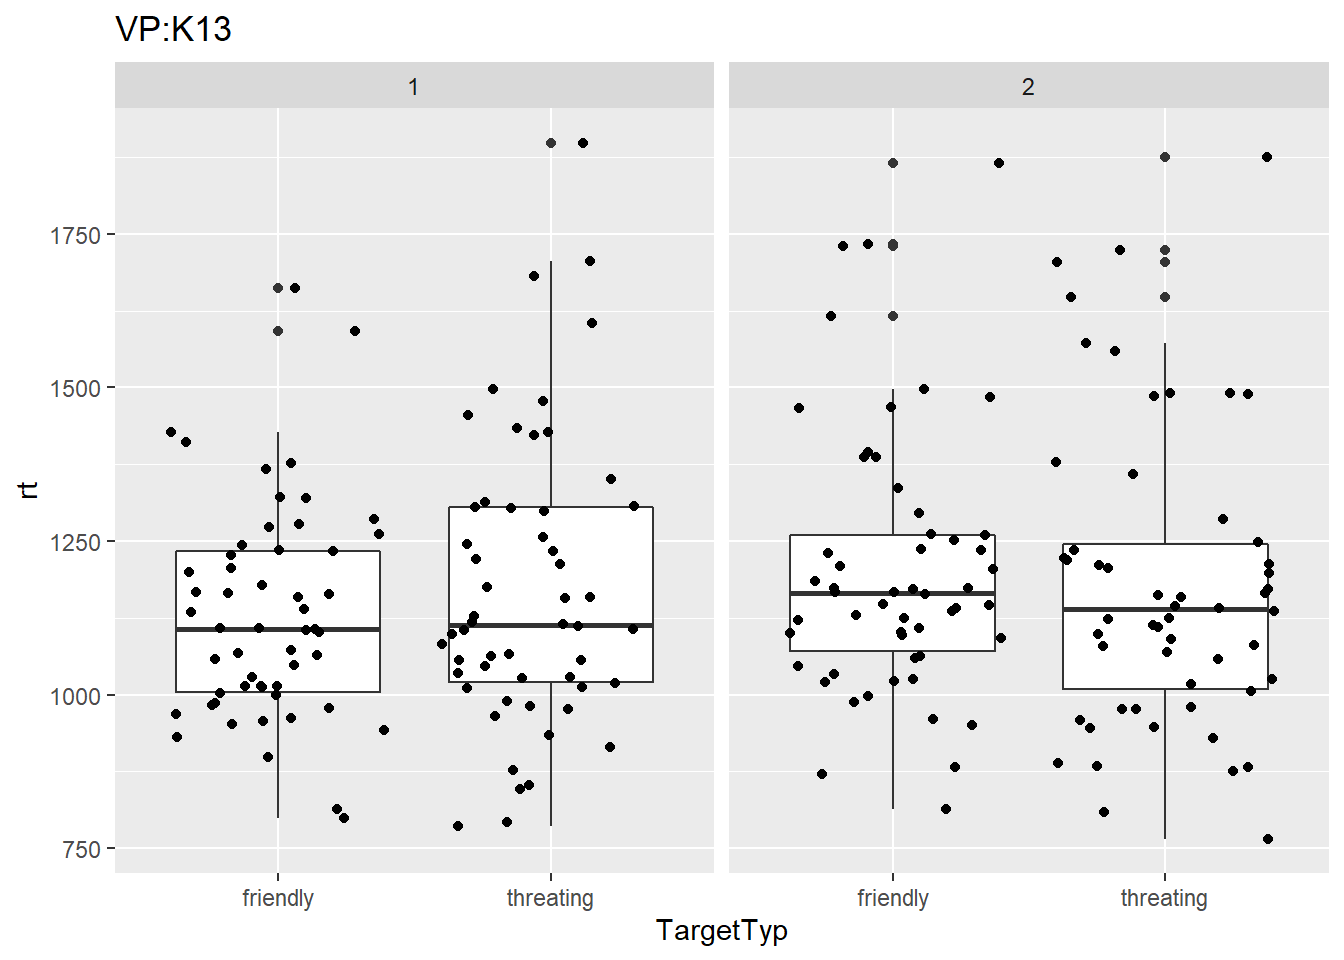 VP:K13
1
2
1750
1500
1250
1000
750
rt
friendly
threating
friendly
threating
TargetTyp